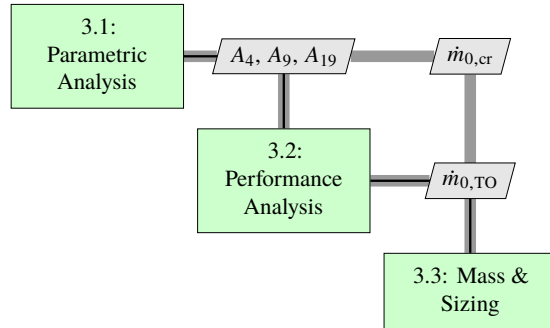 3.1:
Parametric
Analysis
A₄, A₉, A₁₉
ṁ₀,cr
3.2:
Performance
Analysis
ṁ₀,TO
3.3: Mass &
Sizing